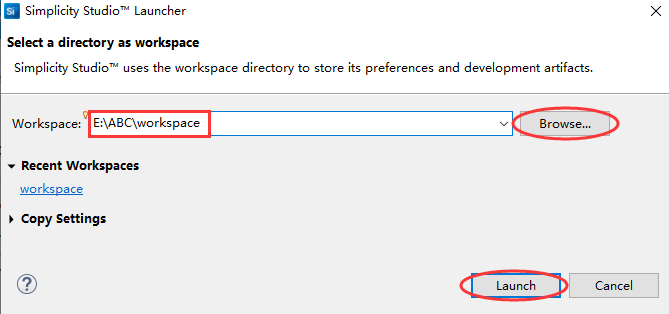 Si
Simplicity Studio™ Launcher
Select a directory as workspace
Simplicity Studio™ uses the workspace directory to store its preferences and development artifacts.
Workspace: E:\ABC\workspace Browse...
Recent Workspaces
workspace
Copy Settings
? Launch Cancel